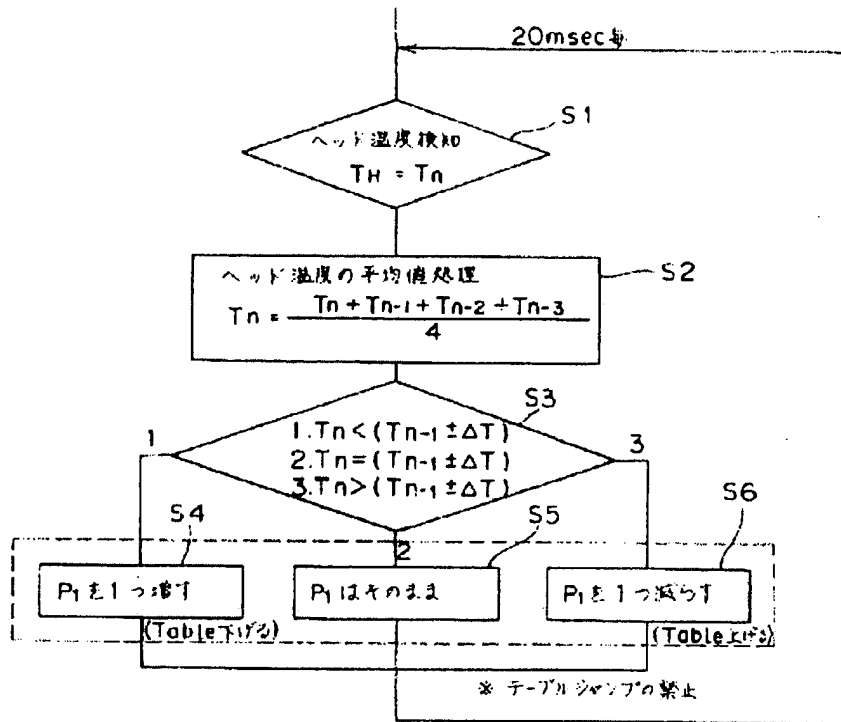 20msec毎
S1
ヘッド温度検知
TH = Tn
S2
ヘッド温度の平均値処理
Tn = Tn + Tn-1 + Tn-2 + Tn-3
4
S3
1
1.Tn<(Tn-1±ΔT)
3
2.Tn=(Tn-1±ΔT)
3.Tn>(Tn-1±ΔT)
S4
S5
S6
2
P1を1つ増す
P1はそのまま
P1を1つ減らす
(Table下げる)
(Table上げる)
※ テーブルジャンプの禁止